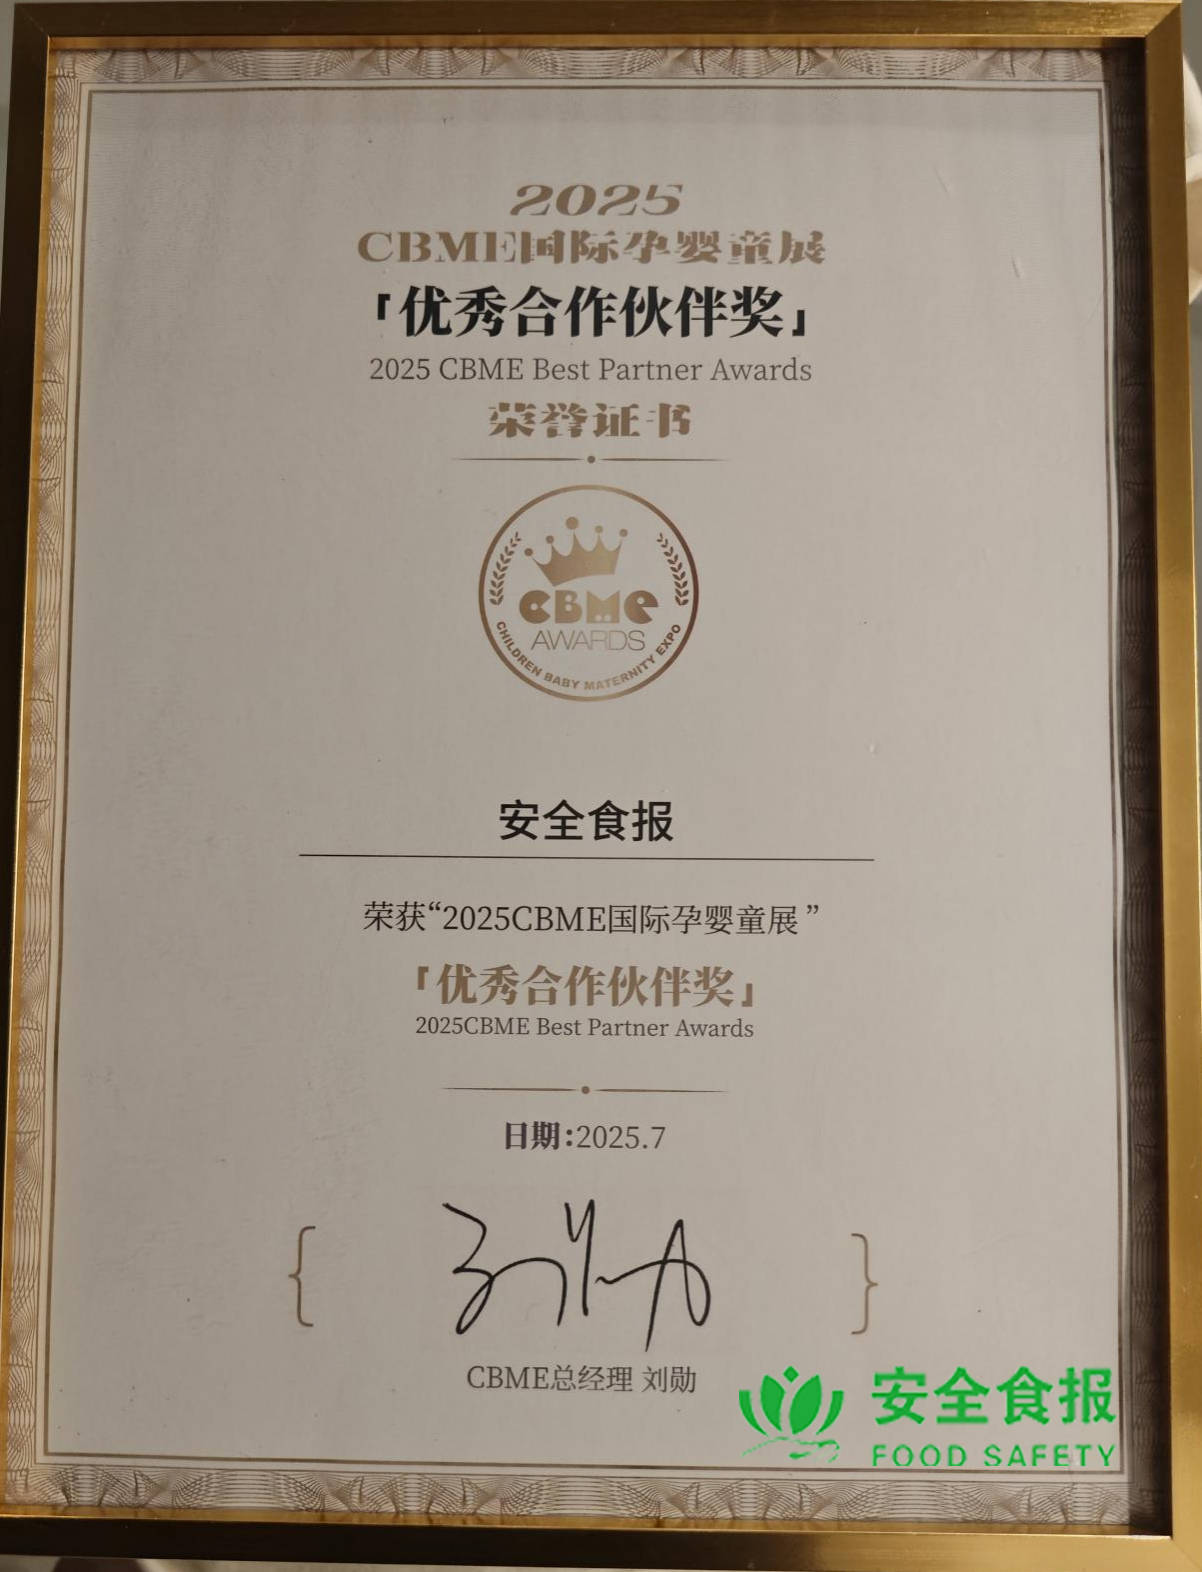 2025
CBME国际孕婴童展
「优秀合作伙伴奖」
2025 CBME Best Partner Awards
荣誉证书
CBMe
AWARDS
CHILDREN BABY MATERNITY EXPO
安全食报
荣获“2025CBME国际孕婴童展”
「优秀合作伙伴奖」
2025CBME Best Partner Awards
日期:2025.7
CBME总经理 刘勋
安全食报
FOOD SAFETY